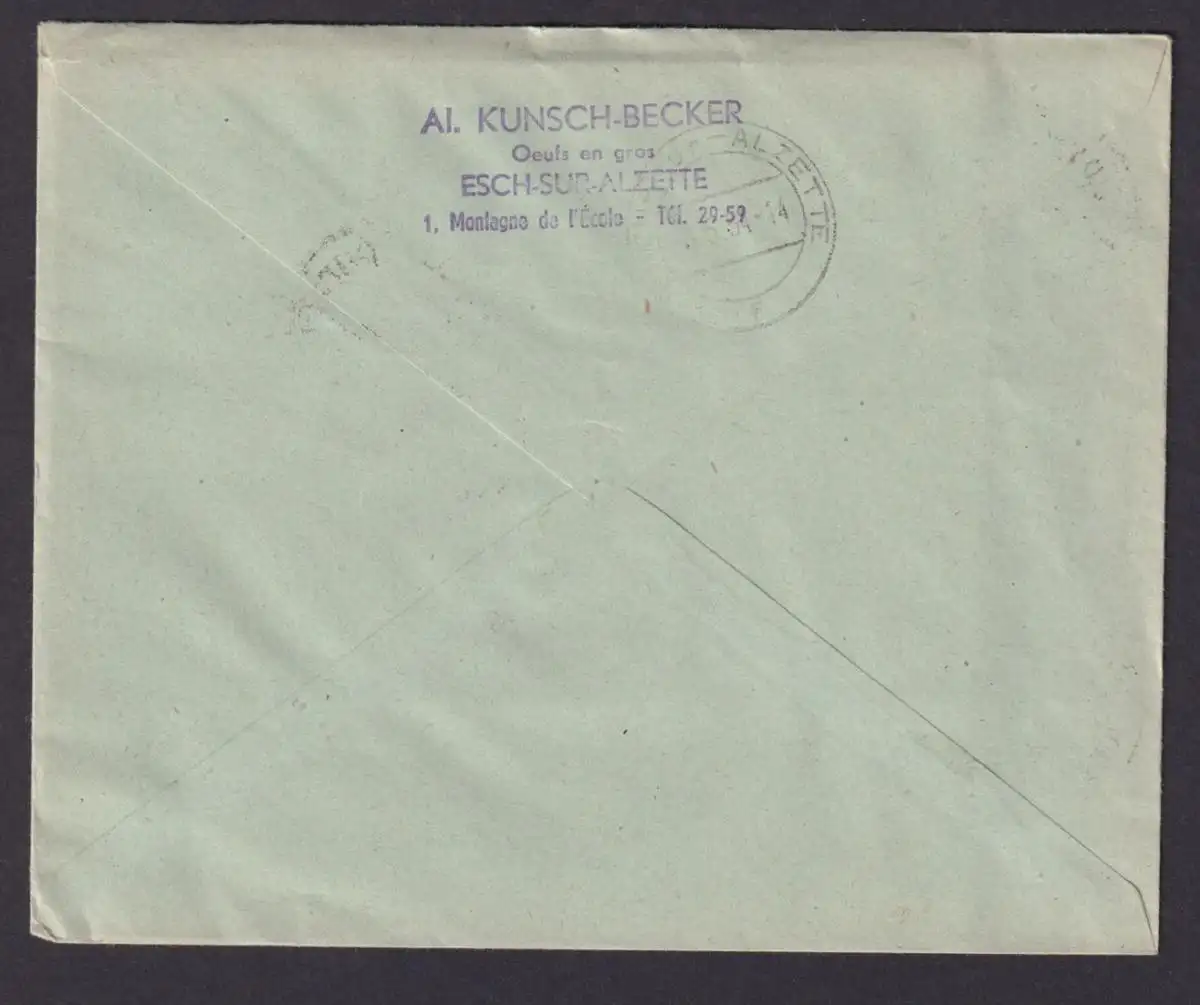 Al. KUNSCH-BECKER
Oeufs en gros
ESCH-SUR-ALZETTE
1, Montagne de l'École - Tél. 29-59
ALZETTE